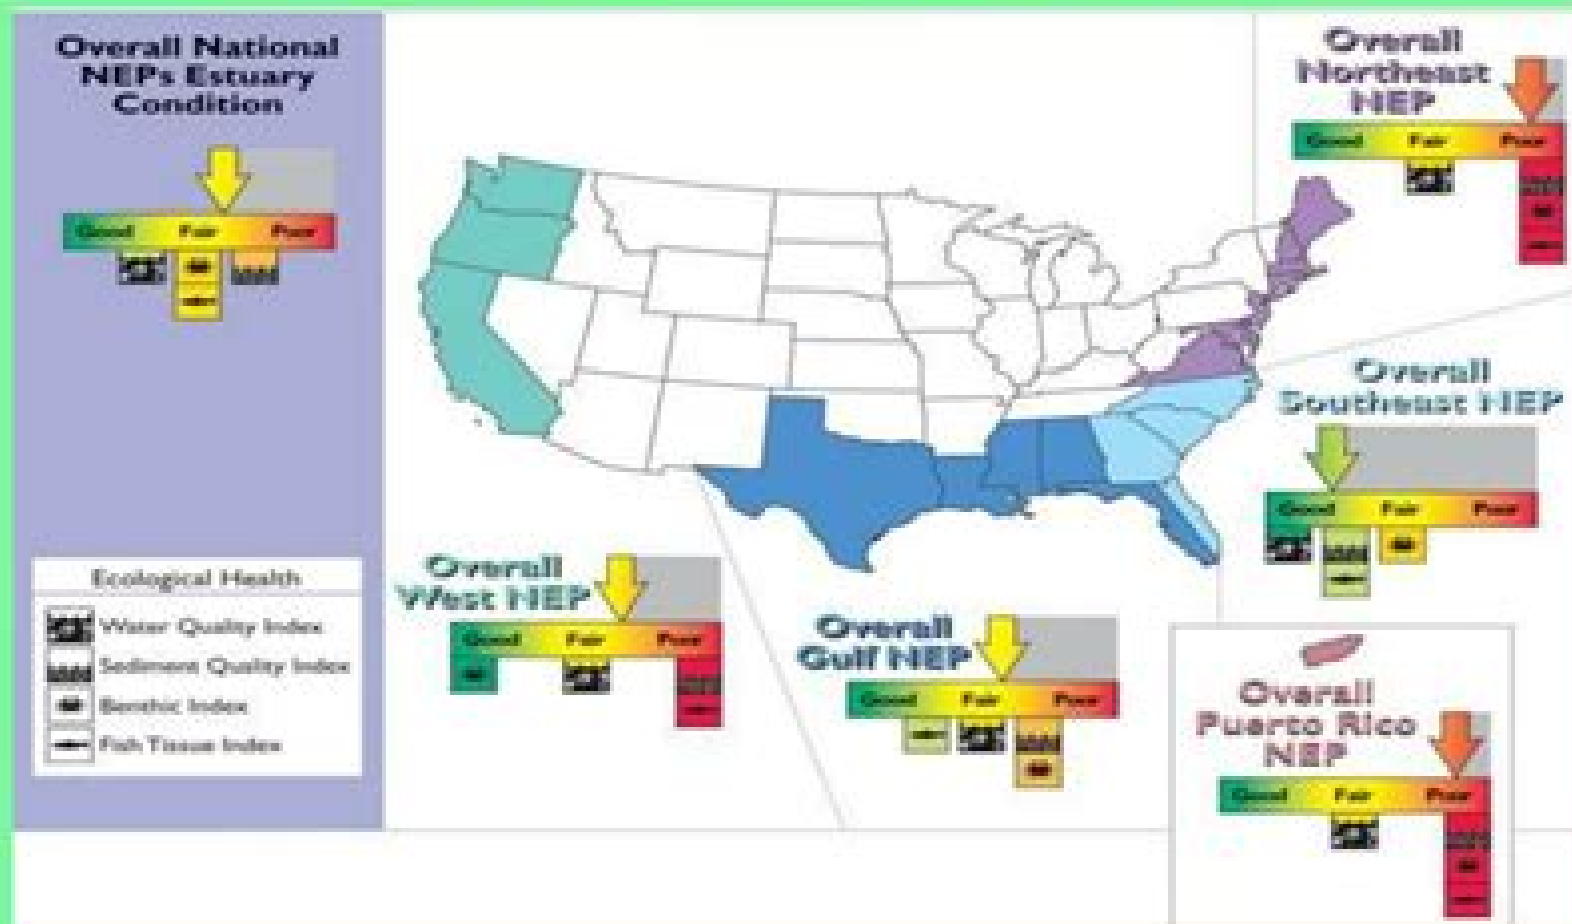 Overall National
NEPs Estuary
Condition
Good Fair Poor
Ecological Health
Water Quality Index
Sediment Quality Index
Benthic Index
Fish Tissue Index
Overall
West NEP
Good Fair Poor
Overall
Gulf NEP
Good Fair Poor
Overall
Northeast
NEP
Good Fair Poor
Overall
Southeast NEP
Good Fair Poor
Overall
Puerto Rico
NEP
Good Fair Poor